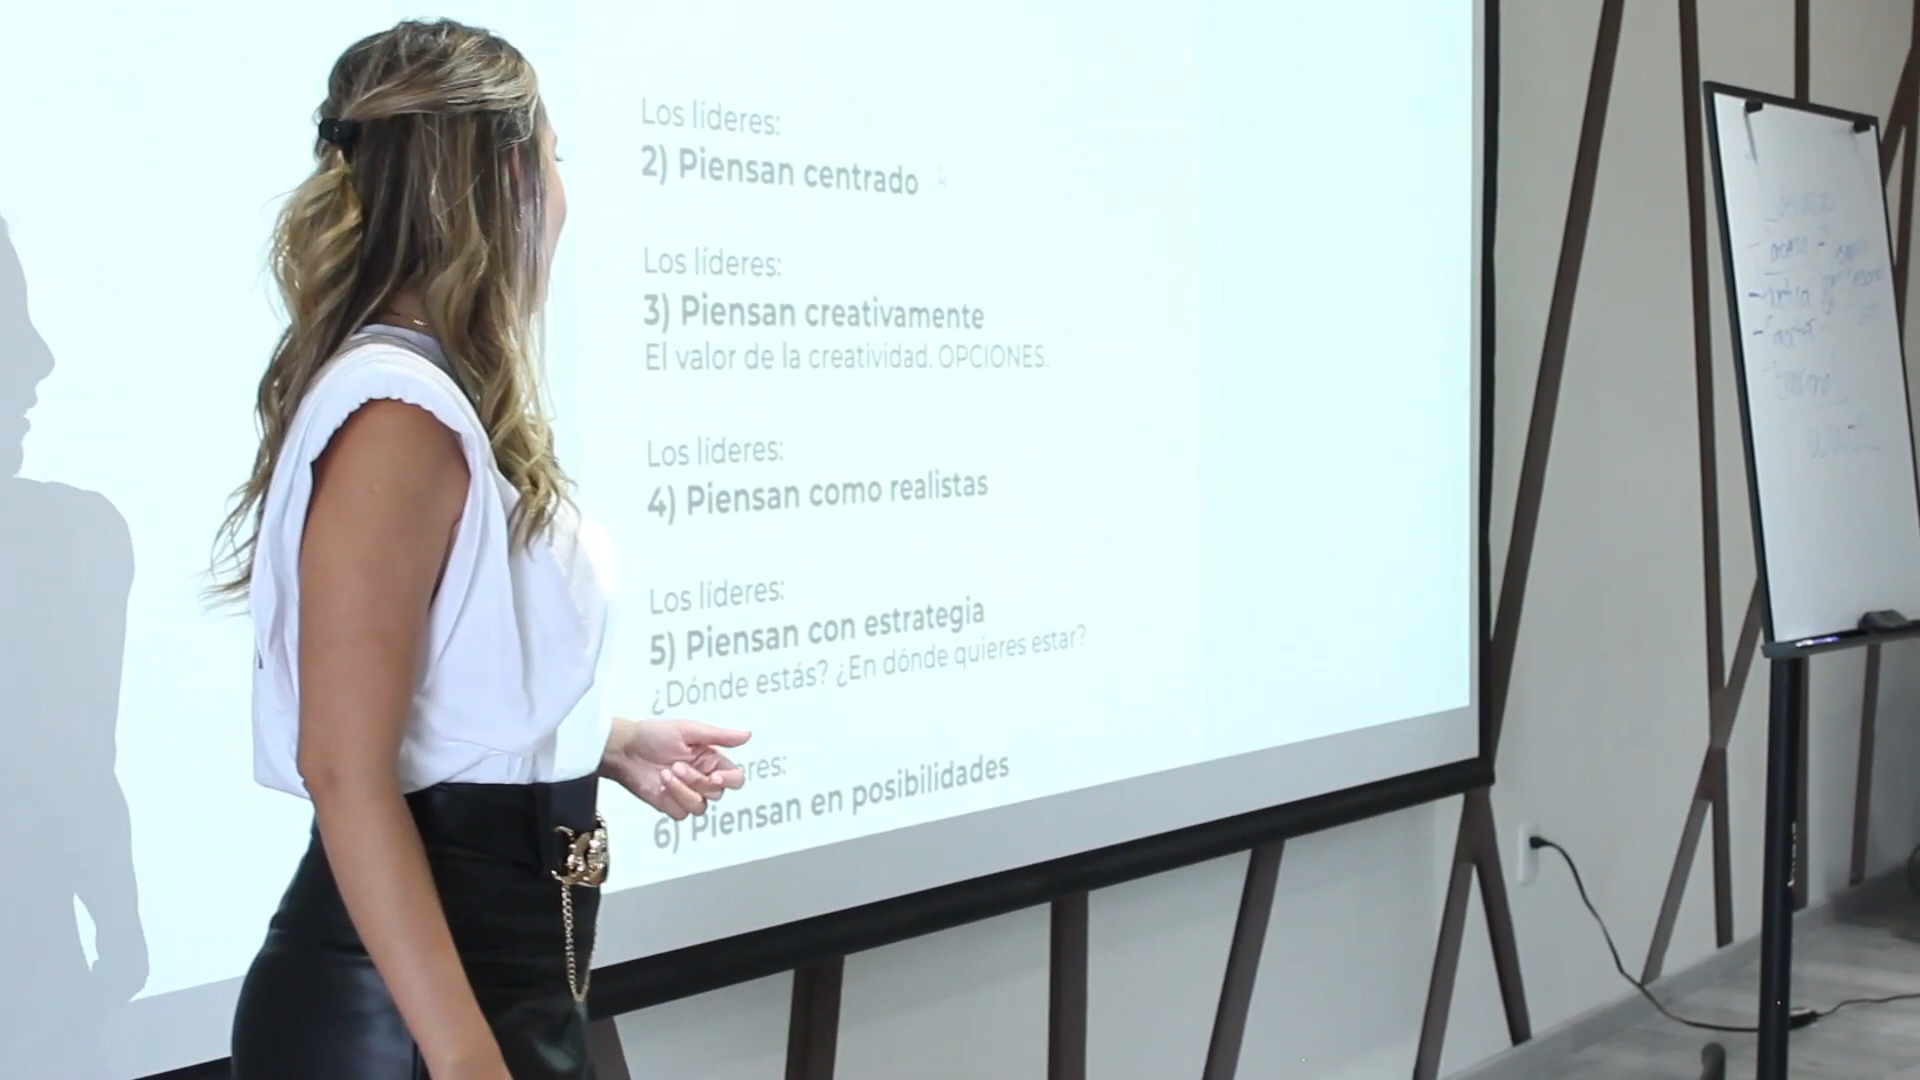 Los líderes:
2) Piensan centrado
Los líderes:
3) Piensan creativamente
El valor de la creatividad. OPCIONES.
Los líderes:
4) Piensan como realistas
Los líderes:
5) Piensan con estrategia
¿Dónde estás? ¿En dónde quieres estar?
6) Piensan en posibilidades